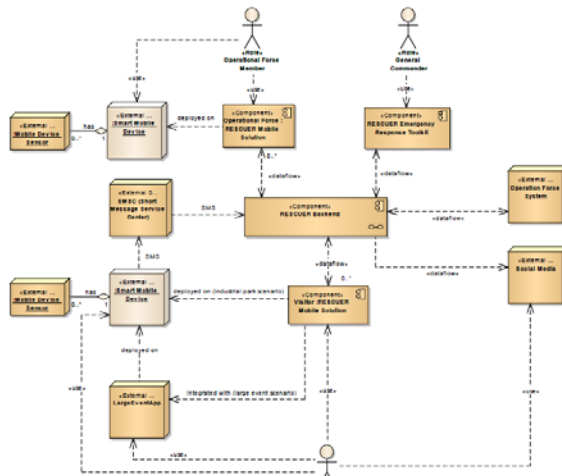 «Role»
Operational Force
Member
«Role»
General
Commander
«use»
«use»
«use»
«External ...
:Mobile Device
Sensor
has
0..*
1
«External ...
:Smart Mobile
Device
deployed on
«Component»
Operational Force :
RESCUER Mobile
Solution
«Component»
RESCUER Emergency
Response Toolkit
0..*
«dataflow»
«dataflow»
«External S...
SMSC (Short
Message Service
Center)
SMS
«Component»
RESCUER Backend
«External ...
Operation Force
System
«dataflow»
SMS
«dataflow»
«dataflow»
0..*
«External ...
Social Media
«External ...
:Mobile Device
Sensor
has
0..*
1
«External ...
:Smart Mobile
Device
deployed on (industrial park scenario)
«Component»
Visitor :RESCUER
Mobile Solution
deployed on
integrated with (large event scenario)
«External ...
LargeEventApp
«use»
«use»
«use»
«use»